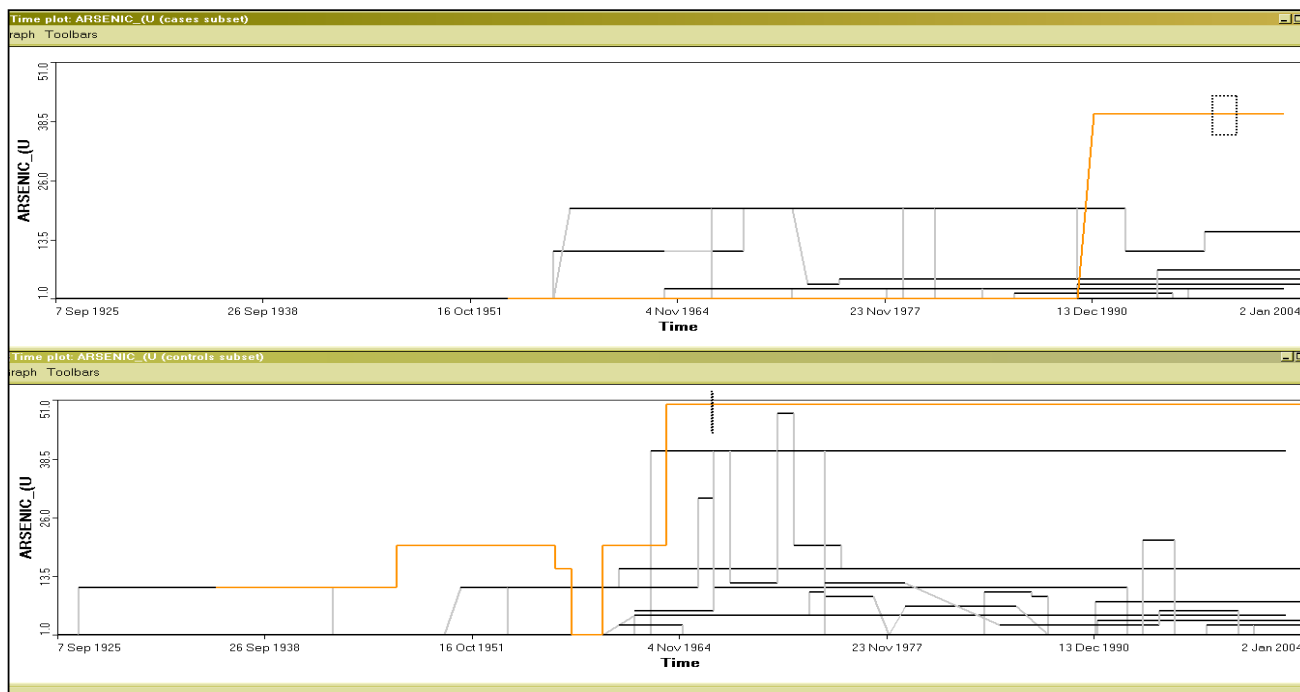 Time plot: ARSENIC_(U (cases subset)
raph Toolbars
51.0
38.5
26.0
13.5
1.0
ARSENIC_(U
7 Sep 1925 26 Sep 1938 16 Oct 1951 4 Nov 1964 23 Nov 1977 13 Dec 1990 2 Jan 2004
Time
Time plot: ARSENIC_(U (controls subset)
raph Toolbars
51.0
38.5
26.0
13.5
1.0
ARSENIC_(U
7 Sep 1925 26 Sep 1938 16 Oct 1951 4 Nov 1964 23 Nov 1977 13 Dec 1990 2 Jan 2004
Time